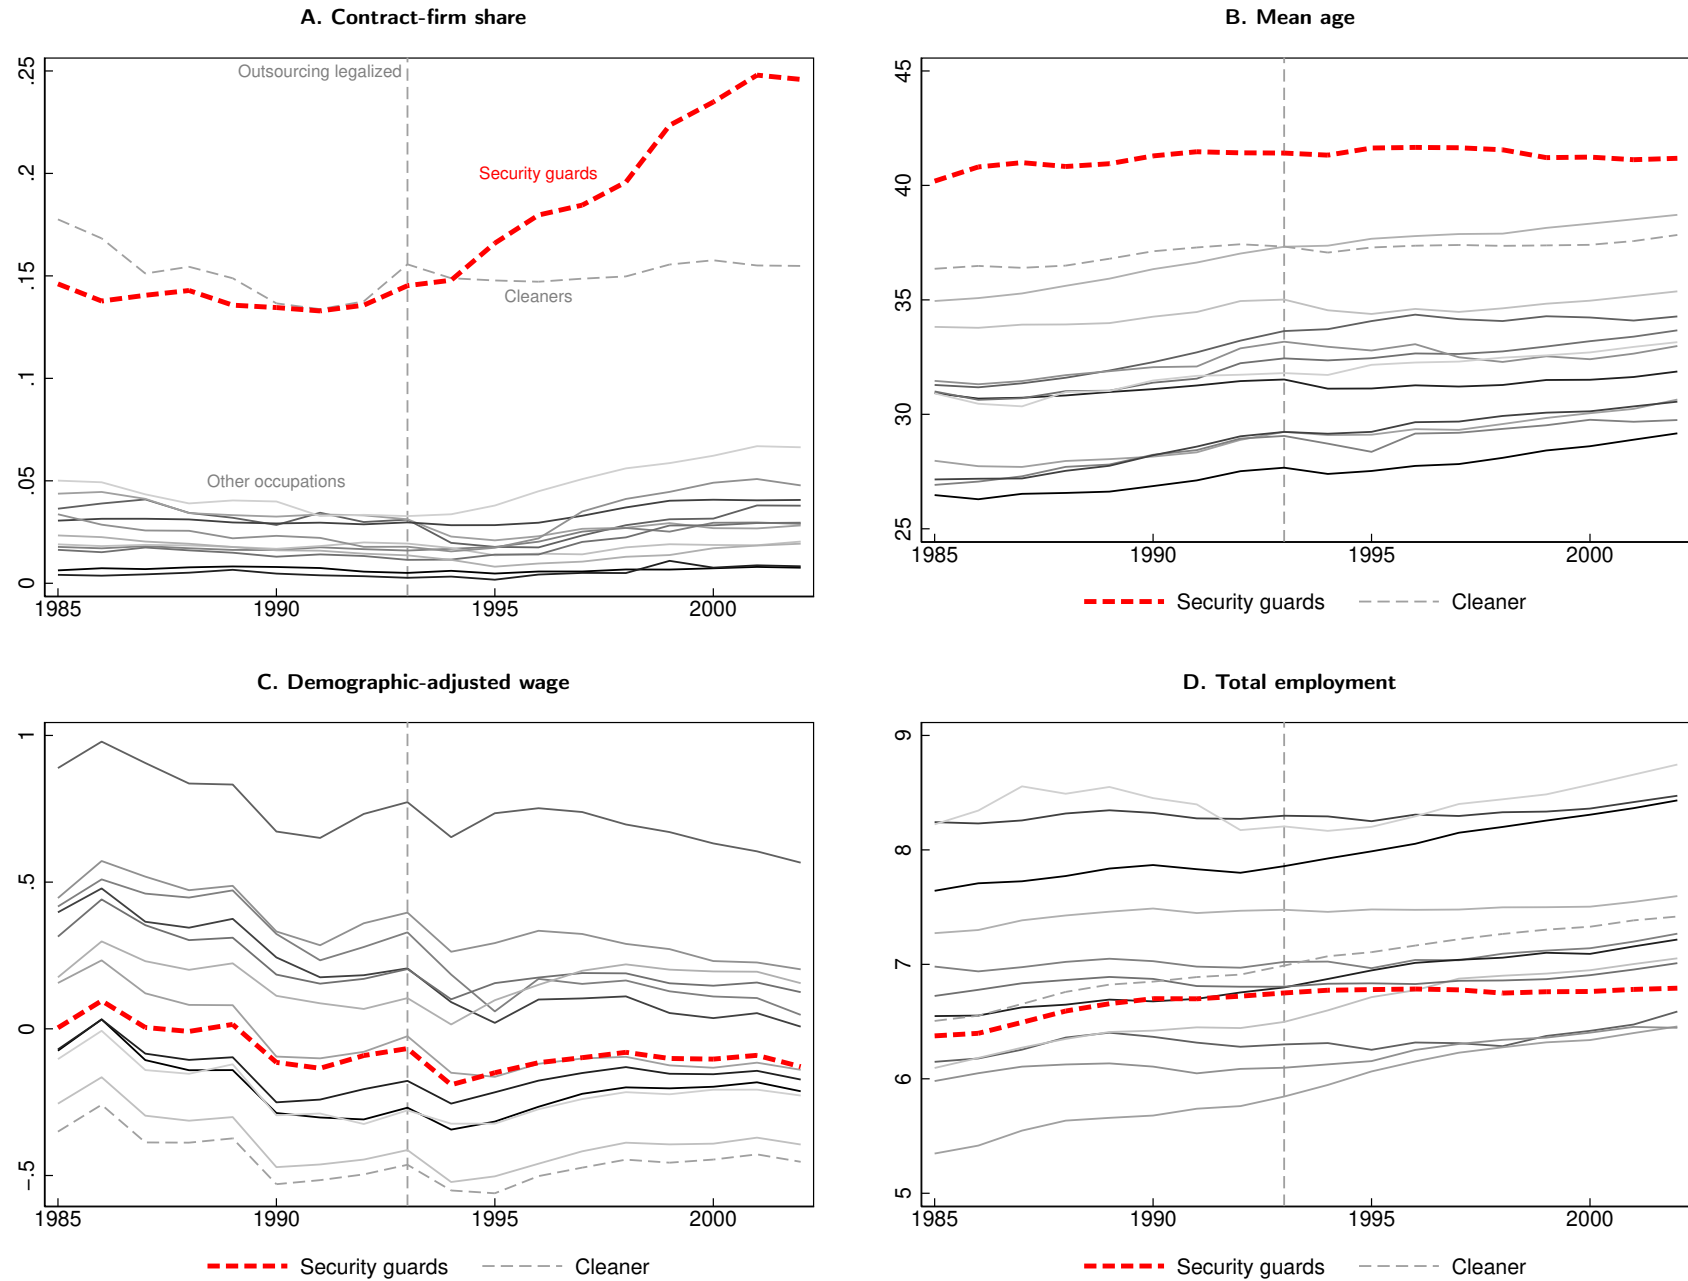 A. Contract-firm share
.25
.2
.15
.1
.05
0
Outsourcing legalized
Security guards
Cleaners
Other occupations
1985 1990 1995 2000
B. Mean age
45
40
35
30
25
1985 1990 1995 2000
Security guards Cleaner
C. Demographic-adjusted wage
1
.5
0
-.5
1985 1990 1995 2000
Security guards Cleaner
D. Total employment
9
8
7
6
5
1985 1990 1995 2000
Security guards Cleaner